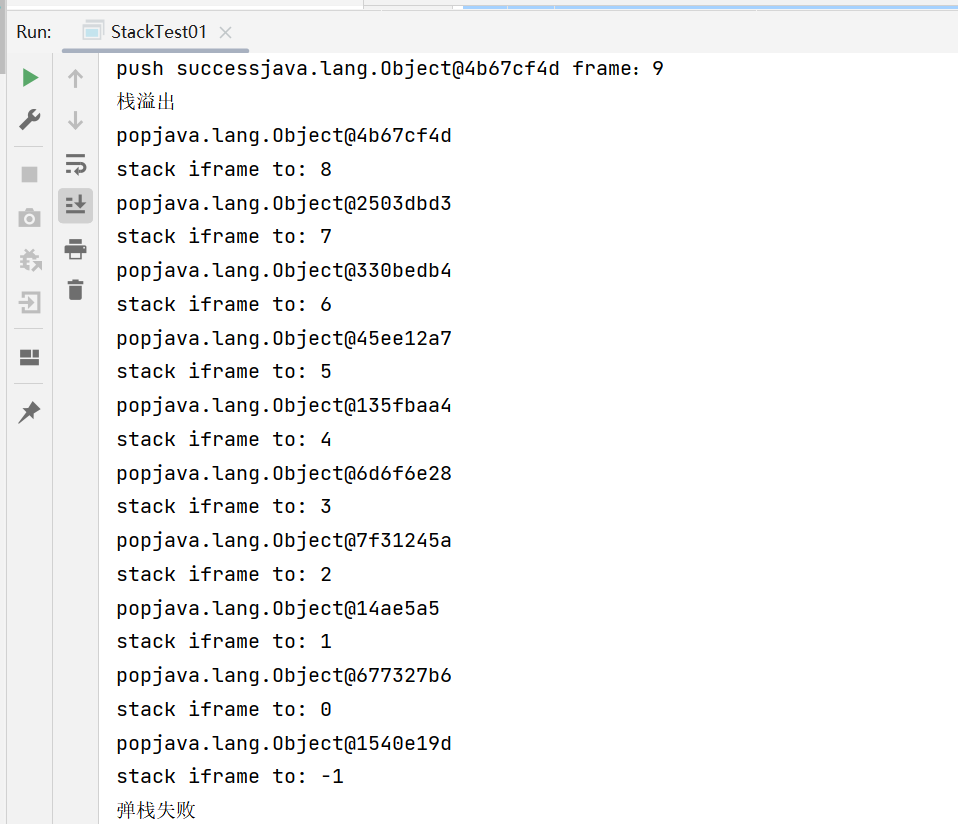 Run:
StackTest01
push successjava.lang.Object@4b67cf4d frame：9
栈溢出
popjava.lang.Object@4b67cf4d
stack iframe to: 8
popjava.lang.Object@2503dbd3
stack iframe to: 7
popjava.lang.Object@330bedb4
stack iframe to: 6
popjava.lang.Object@45ee12a7
stack iframe to: 5
popjava.lang.Object@135fbaa4
stack iframe to: 4
popjava.lang.Object@6d6f6e28
stack iframe to: 3
popjava.lang.Object@7f31245a
stack iframe to: 2
popjava.lang.Object@14ae5a5
stack iframe to: 1
popjava.lang.Object@677327b6
stack iframe to: 0
popjava.lang.Object@1540e19d
stack iframe to: -1
弹栈失败